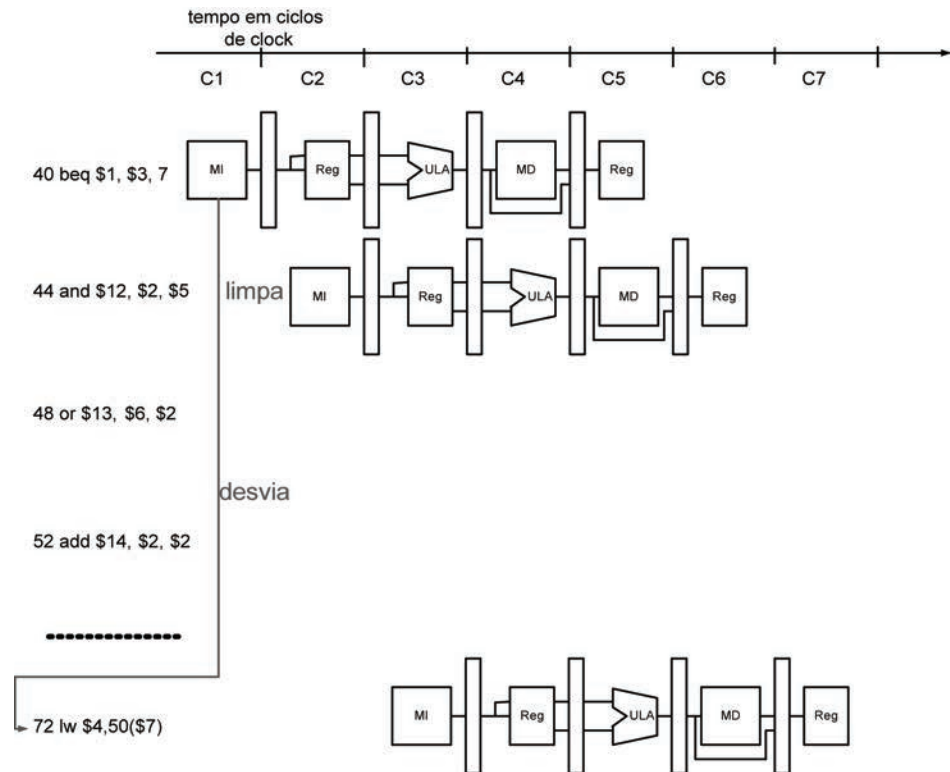 tempo em ciclos
de clock
C1 C2 C3 C4 C5 C6 C7
40 beq $1, $3, 7
MI Reg ULA MD Reg
44 and $12, $2, $5
limpa
MI Reg ULA MD Reg
48 or $13, $6, $2
desvia
52 add $14, $2, $2
72 lw $4,50($7)
MI Reg ULA MD Reg